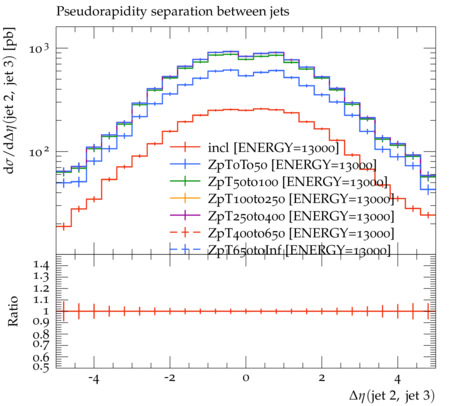 Pseudorapidity separation between jets
dσ/dΔη(jet 2, jet 3) [pb]
10³
10²
incl [ENERGY=13000]
ZpT0To50 [ENERGY=13000]
ZpT50to100 [ENERGY=13000]
ZpT100to250 [ENERGY=13000]
ZpT250to400 [ENERGY=13000]
ZpT400to650 [ENERGY=13000]
ZpT650toInf [ENERGY=13000]
Ratio
1.4
1.3
1.2
1.1
1
0.9
0.8
0.7
0.6
0.5
-4 -2 0 2 4
Δη(jet 2, jet 3)